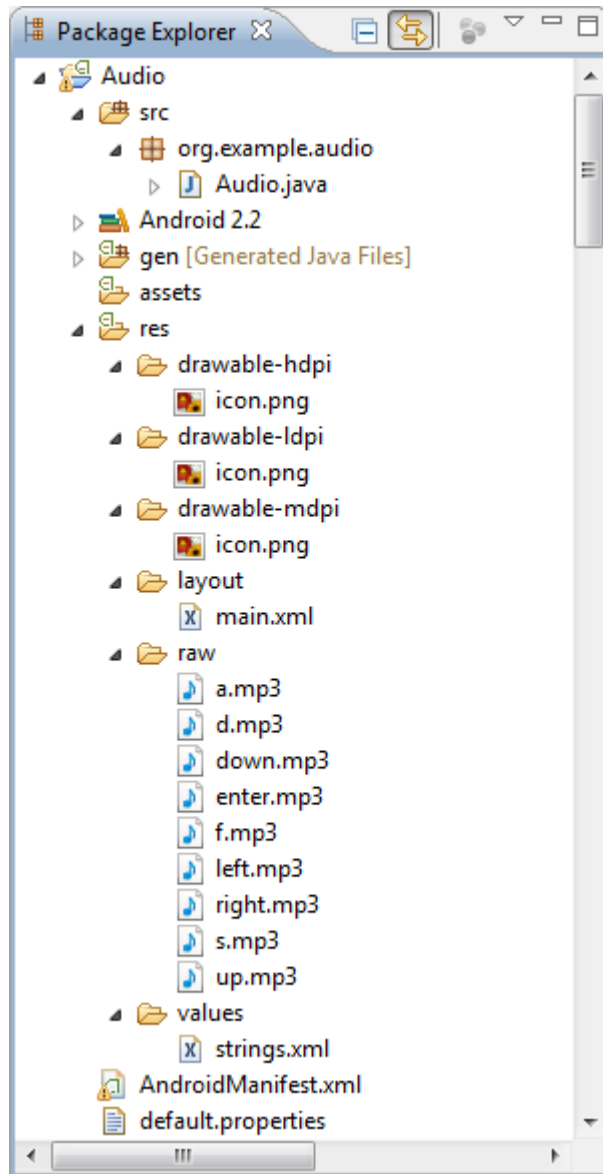 Package Explorer
Audio
src
org.example.audio
Audio.java
Android 2.2
gen [Generated Java Files]
assets
res
drawable-hdpi
icon.png
drawable-ldpi
icon.png
drawable-mdpi
icon.png
layout
main.xml
raw
a.mp3
d.mp3
down.mp3
enter.mp3
f.mp3
left.mp3
right.mp3
s.mp3
up.mp3
values
strings.xml
AndroidManifest.xml
default.properties